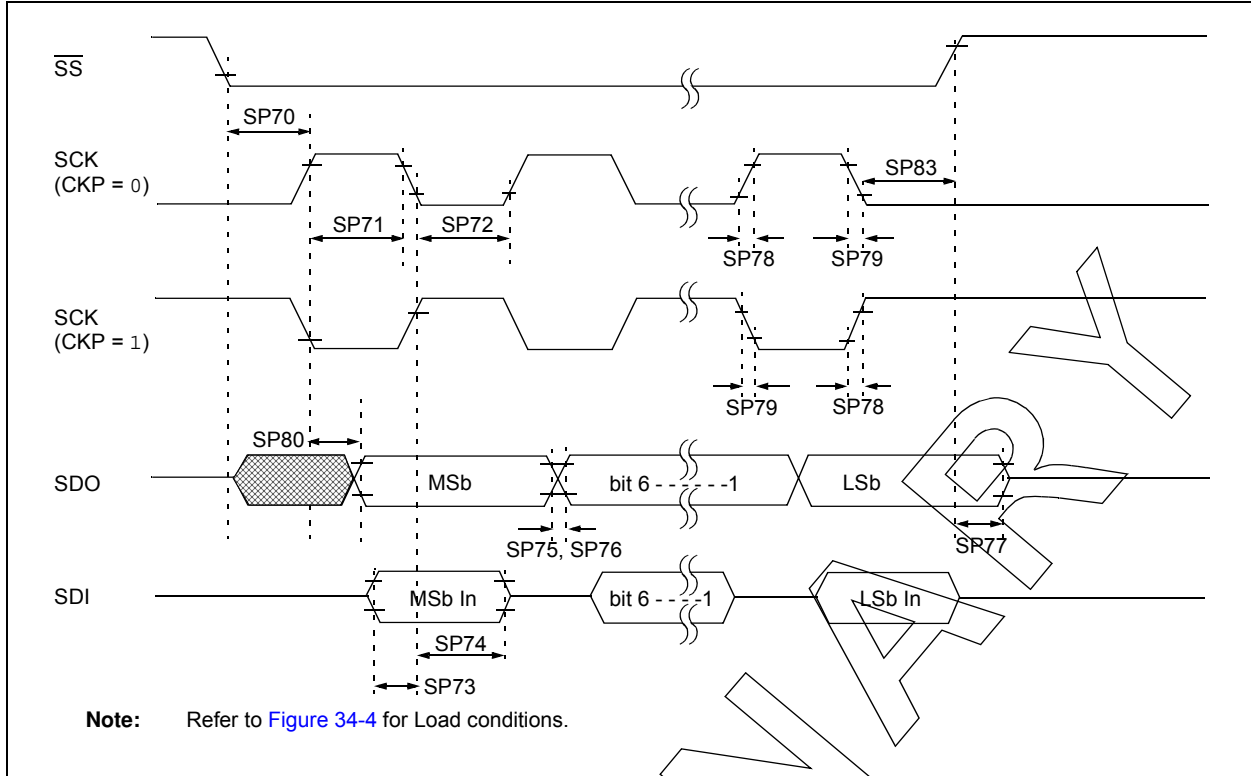 SS
SP70
SCK
(CKP = 0)
SP83
SP71
SP72
SP78
SP79
SCK
(CKP = 1)
SP79
SP78
SP80
SDO
MSb
bit 6 - - - - - -1
LSb
SP75, SP76
SP77
SDI
MSb In
bit 6 - - - -1
LSb In
SP74
SP73
Note: Refer to Figure 34-4 for Load conditions.
Y
R
A